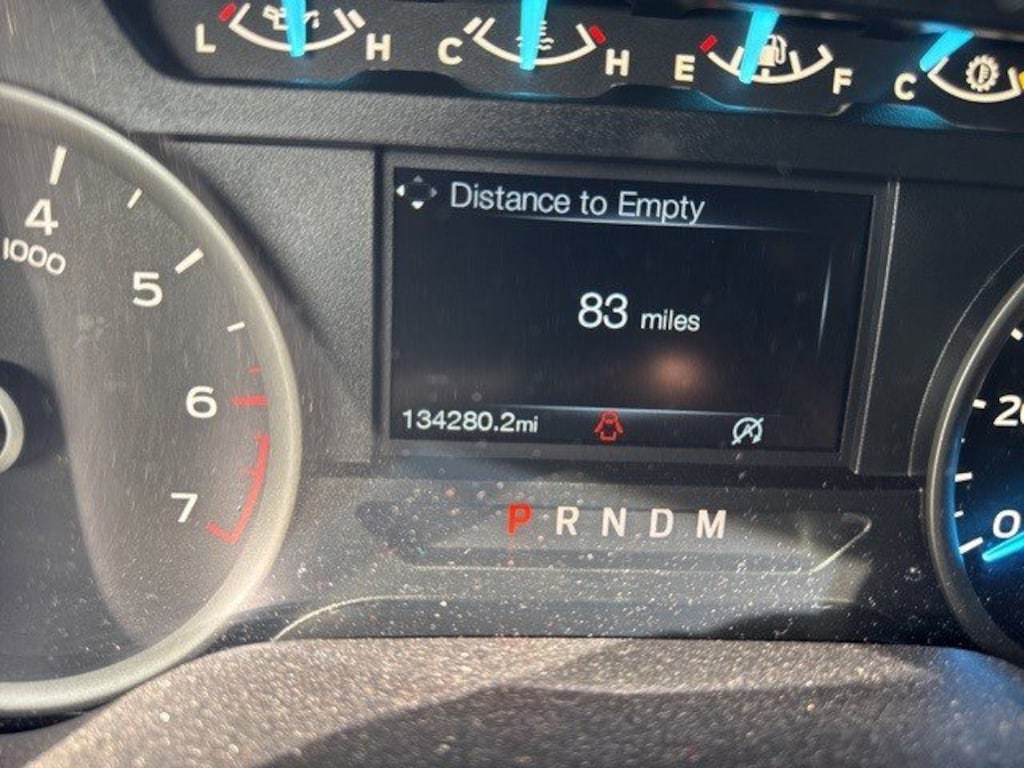 L H C H E F C
Distance to Empty
4
1000
5
83 miles
6
20
134280.2mi
7
P R N D M
0